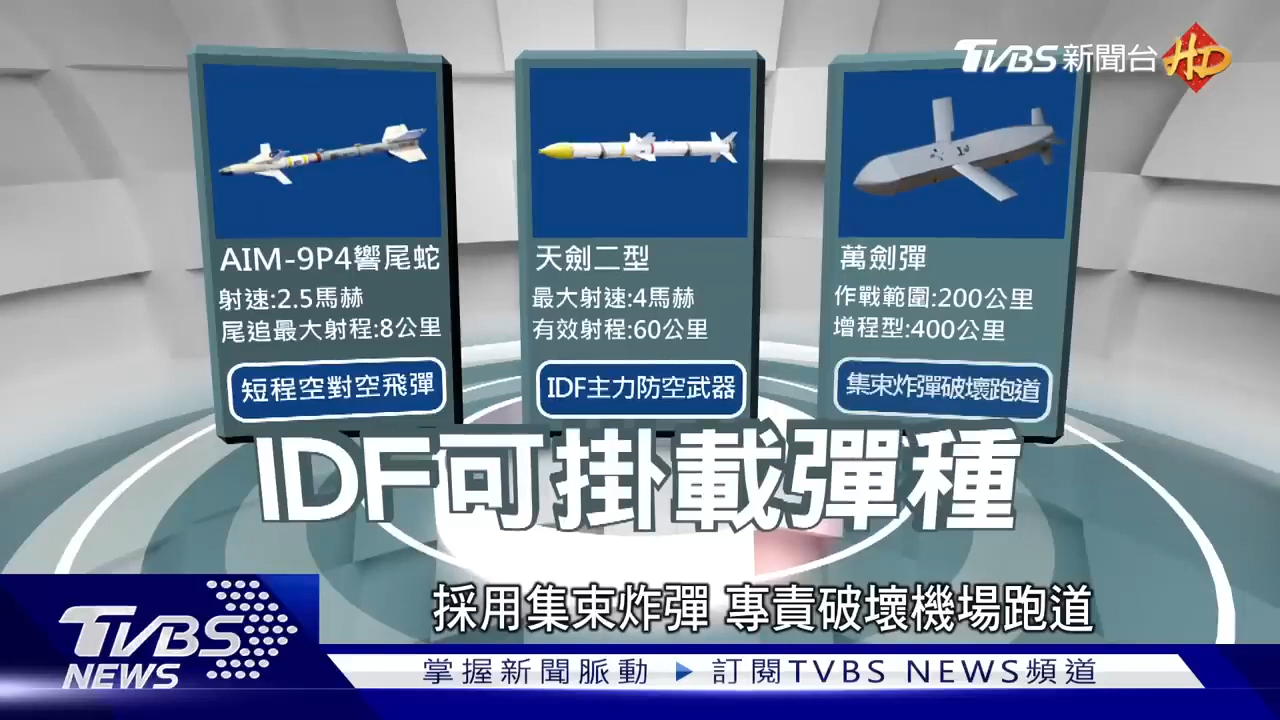 TVBS新聞台HD
AIM-9P4響尾蛇
射速:2.5馬赫
尾追最大射程:8公里
短程空對空飛彈
天劍二型
最大射速:4馬赫
有效射程:60公里
IDF主力防空武器
萬劍彈
作戰範圍:200公里
增程型:400公里
集束炸彈破壞跑道
IDF可掛載彈種
採用集束炸彈 專責破壞機場跑道
TVBS
NEWS
掌握新聞脈動 ▶ 訂閱TVBS NEWS頻道